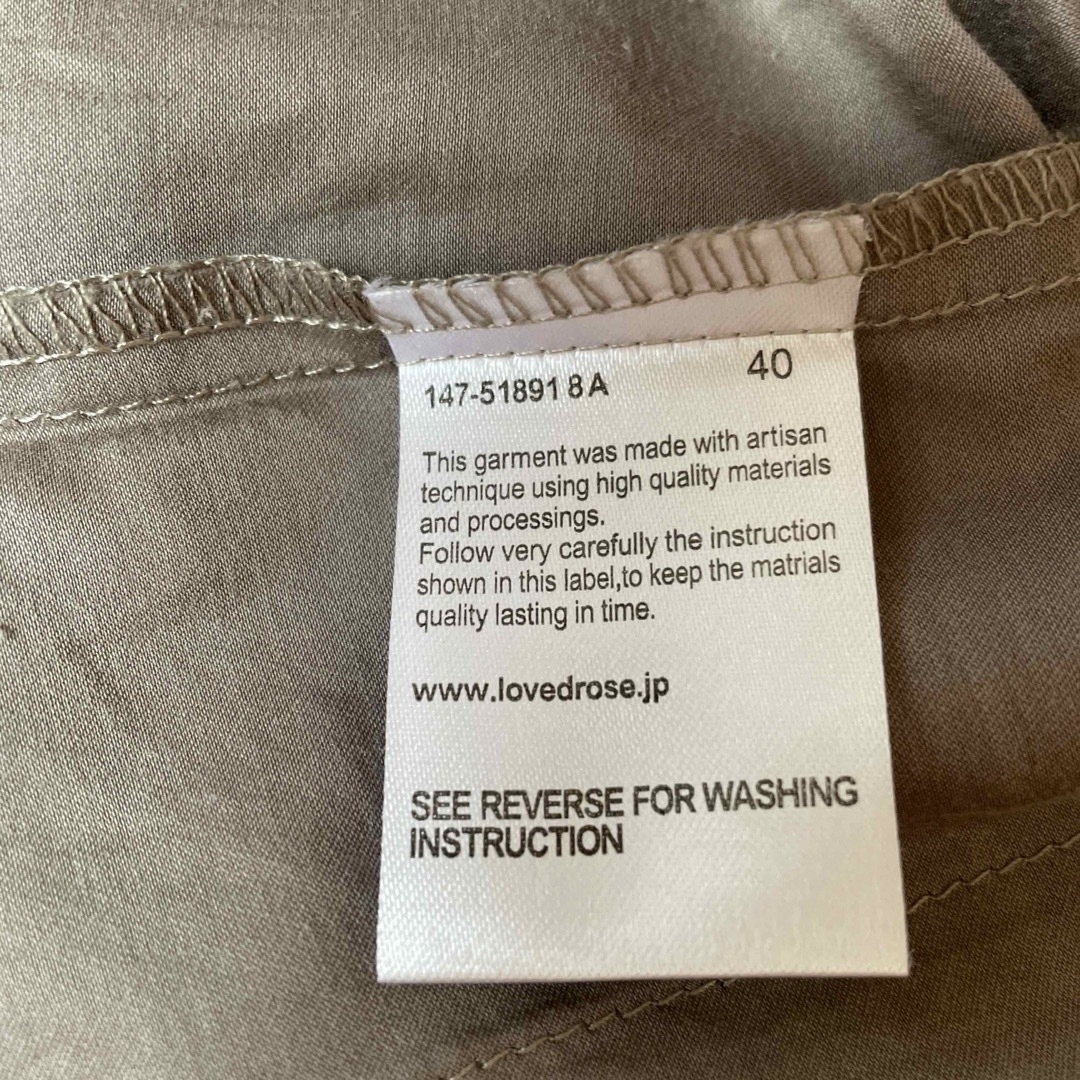 147-51891 8A 40
This garment was made with artisan
technique using high quality materials
and processings.
Follow very carefully the instruction
shown in this label,to keep the matrials
quality lasting in time.
www.lovedrose.jp
SEE REVERSE FOR WASHING
INSTRUCTION